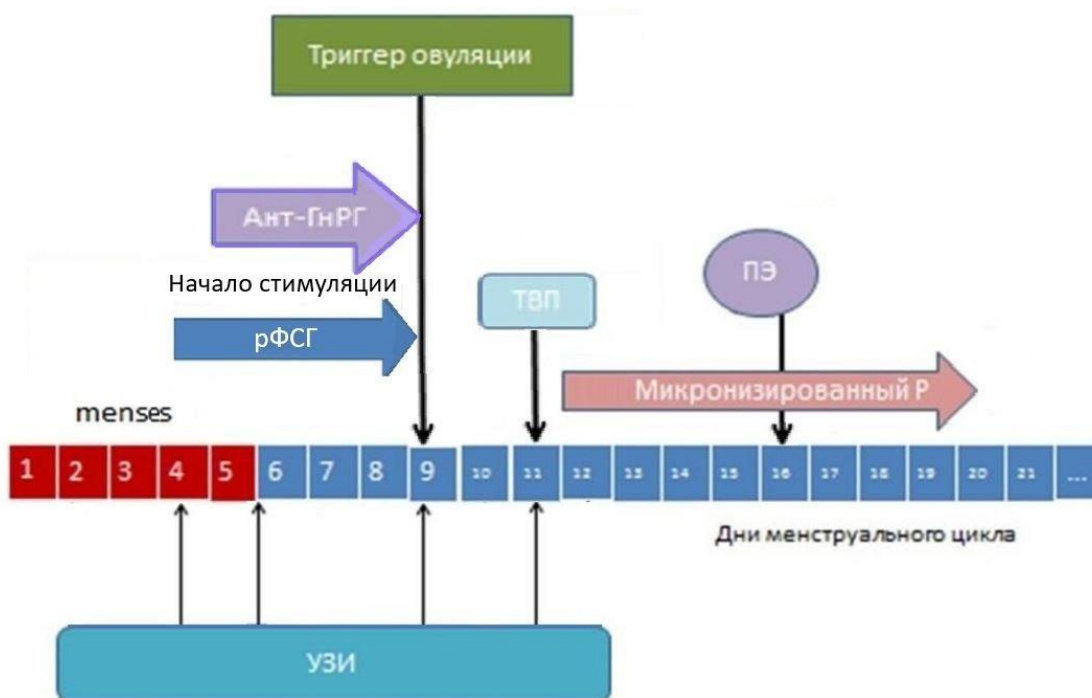 Триггер овуляции
Ант-ГнРГ
Начало стимуляции
ТВП
ПЭ
рФСГ
Микронизированный Р
menses
1 2 3 4 5 6 7 8 9 10 11 12 13 14 15 16 17 18 19 20 21 ...
Дни менструального цикла
УЗИ